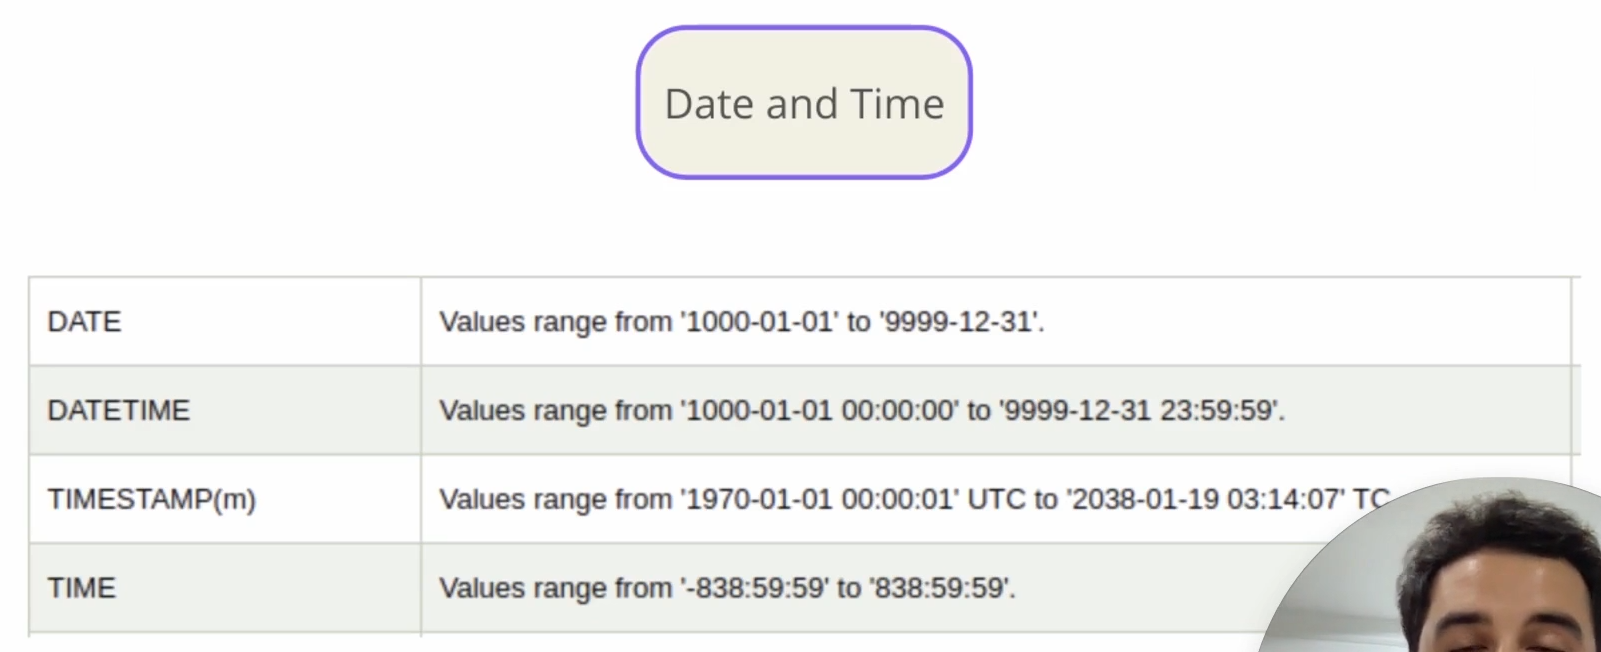 Date and Time
DATE Values range from '1000-01-01' to '9999-12-31'.
DATETIME Values range from '1000-01-01 00:00:00' to '9999-12-31 23:59:59'.
TIMESTAMP(m) Values range from '1970-01-01 00:00:01' UTC to '2038-01-19 03:14:07' TC
TIME Values range from '-838:59:59' to '838:59:59'.